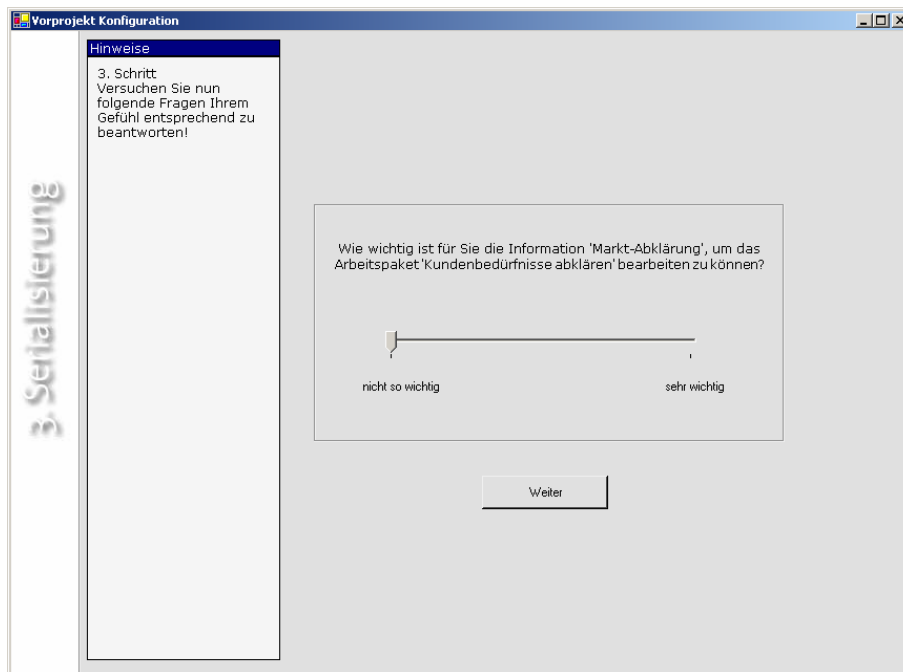 Vorprojekt Konfiguration
3. Serialisierung
Hinweise
3. Schritt
Versuchen Sie nun
folgende Fragen Ihrem
Gefühl entsprechend zu
beantworten!
Wie wichtig ist für Sie die Information 'Markt-Abklärung', um das
Arbeitspaket 'Kundenbedürfnisse abklären' bearbeiten zu können?
nicht so wichtig
sehr wichtig
Weiter